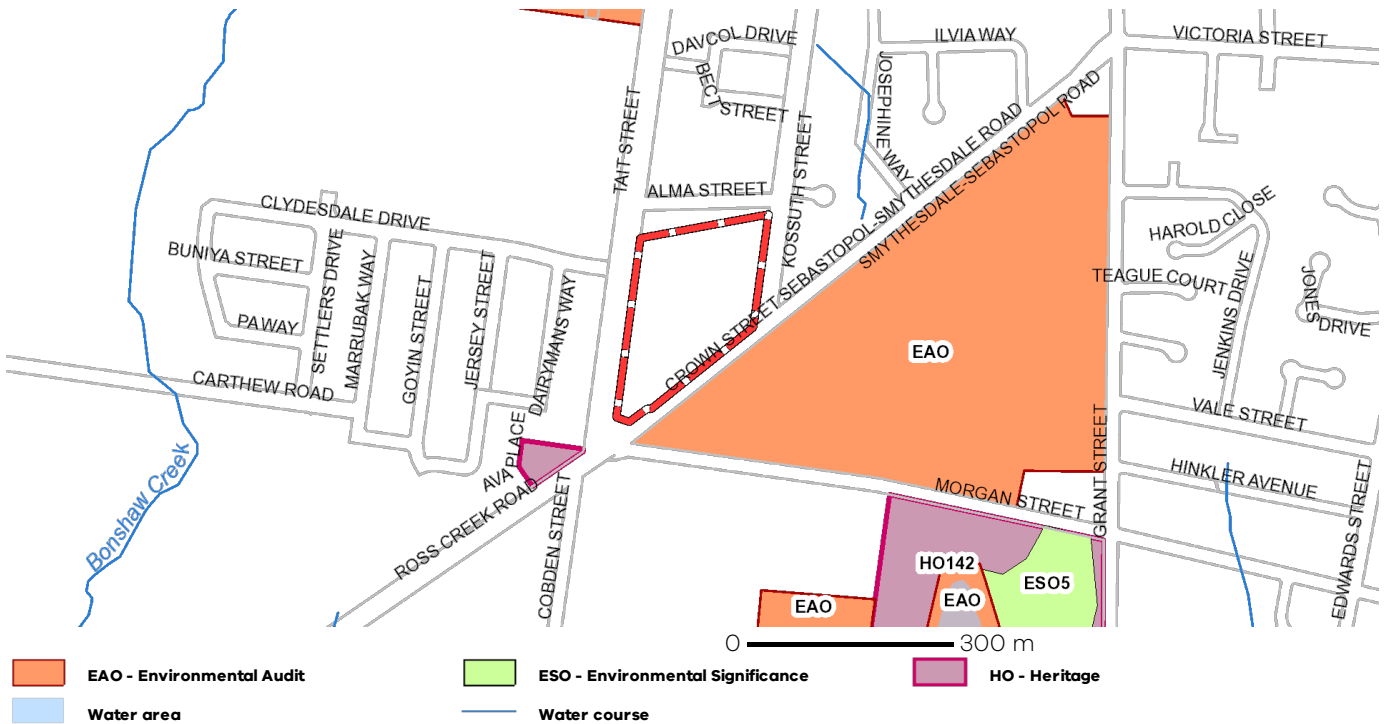 DAVCOL DRIVE
ILVIA WAY
VICTORIA STREET
BECT STREET
JOSEPHINE WAY
TAIT STREET
KOSSUTH STREET
CROWN STREET SEBASTOPOL-SMYTHESDALE ROAD
SMYTHESDALE-SEBASTOPOL ROAD
ALMA STREET
CLYDESDALE DRIVE
BUNIYA STREET
SETTLERS DRIVE
MARRUBAK WAY
GOYIN STREET
JERSEY STREET
DAIRYMANS WAY
PA WAY
CARTHEW ROAD
HAROLD CLOSE
TEAGUE COURT
JENKINS DRIVE
JONES DRIVE
EAO
VALE STREET
HINKLER AVENUE
GRANT STREET
EDWARDS STREET
MORGAN STREET
AVA PLACE
ROSS CREEK ROAD
COBDEN STREET
Bonshaw Creek
HO142
ESO5
EAO
EAO
0 300 m
EAO - Environmental Audit
ESO - Environmental Significance
HO - Heritage
Water area
Water course